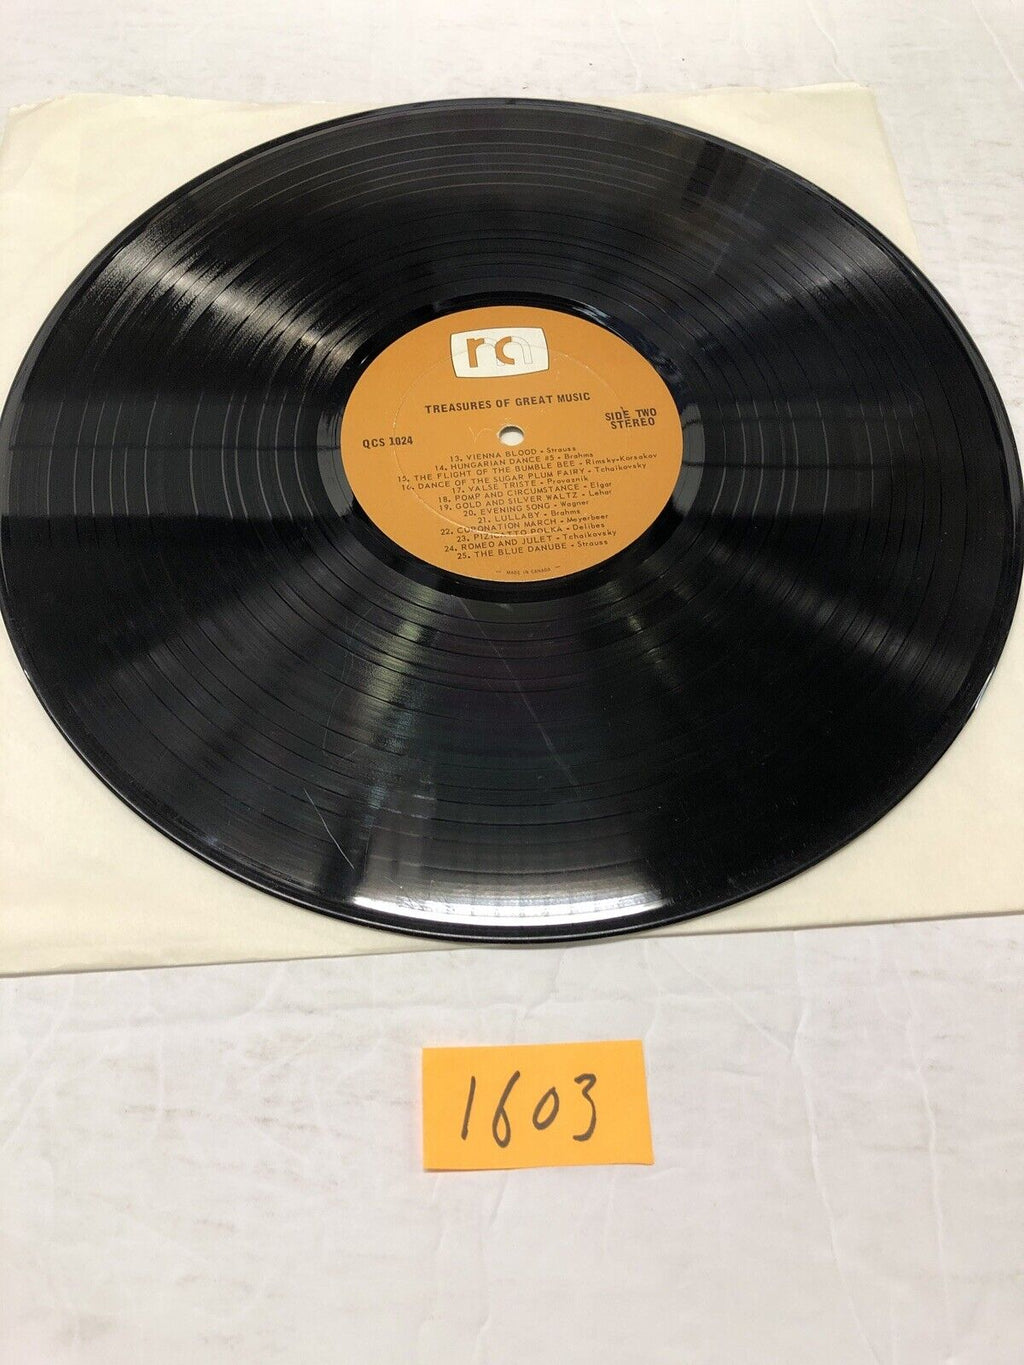 na
TREASURES OF GREAT MUSIC
QCS 1024
SIDE TWO
STEREO
13. VIENNA BLOOD - Strauss
14. HUNGARIAN DANCE #5 - Brahms
15. THE FLIGHT OF THE BUMBLE BEE - Rimsky-Korsakov
16. DANCE OF THE SUGAR PLUM FAIRY - Tchaikovsky
17. VALSE TRISTE - Provaznik
18. POMP AND CIRCUMSTANCE - Elgar
19. GOLD AND SILVER WALTZ - Lehar
20. EVENING SONG - Wagner
21. LULLABY - Brahms
22. CORONATION MARCH - Meyerbeer
23. PIZICATTO POLKA - Delibes
24. ROMEO AND JULET - Tchaikovsky
25. THE BLUE DANUBE - Strauss
— MADE IN CANADA —
1603